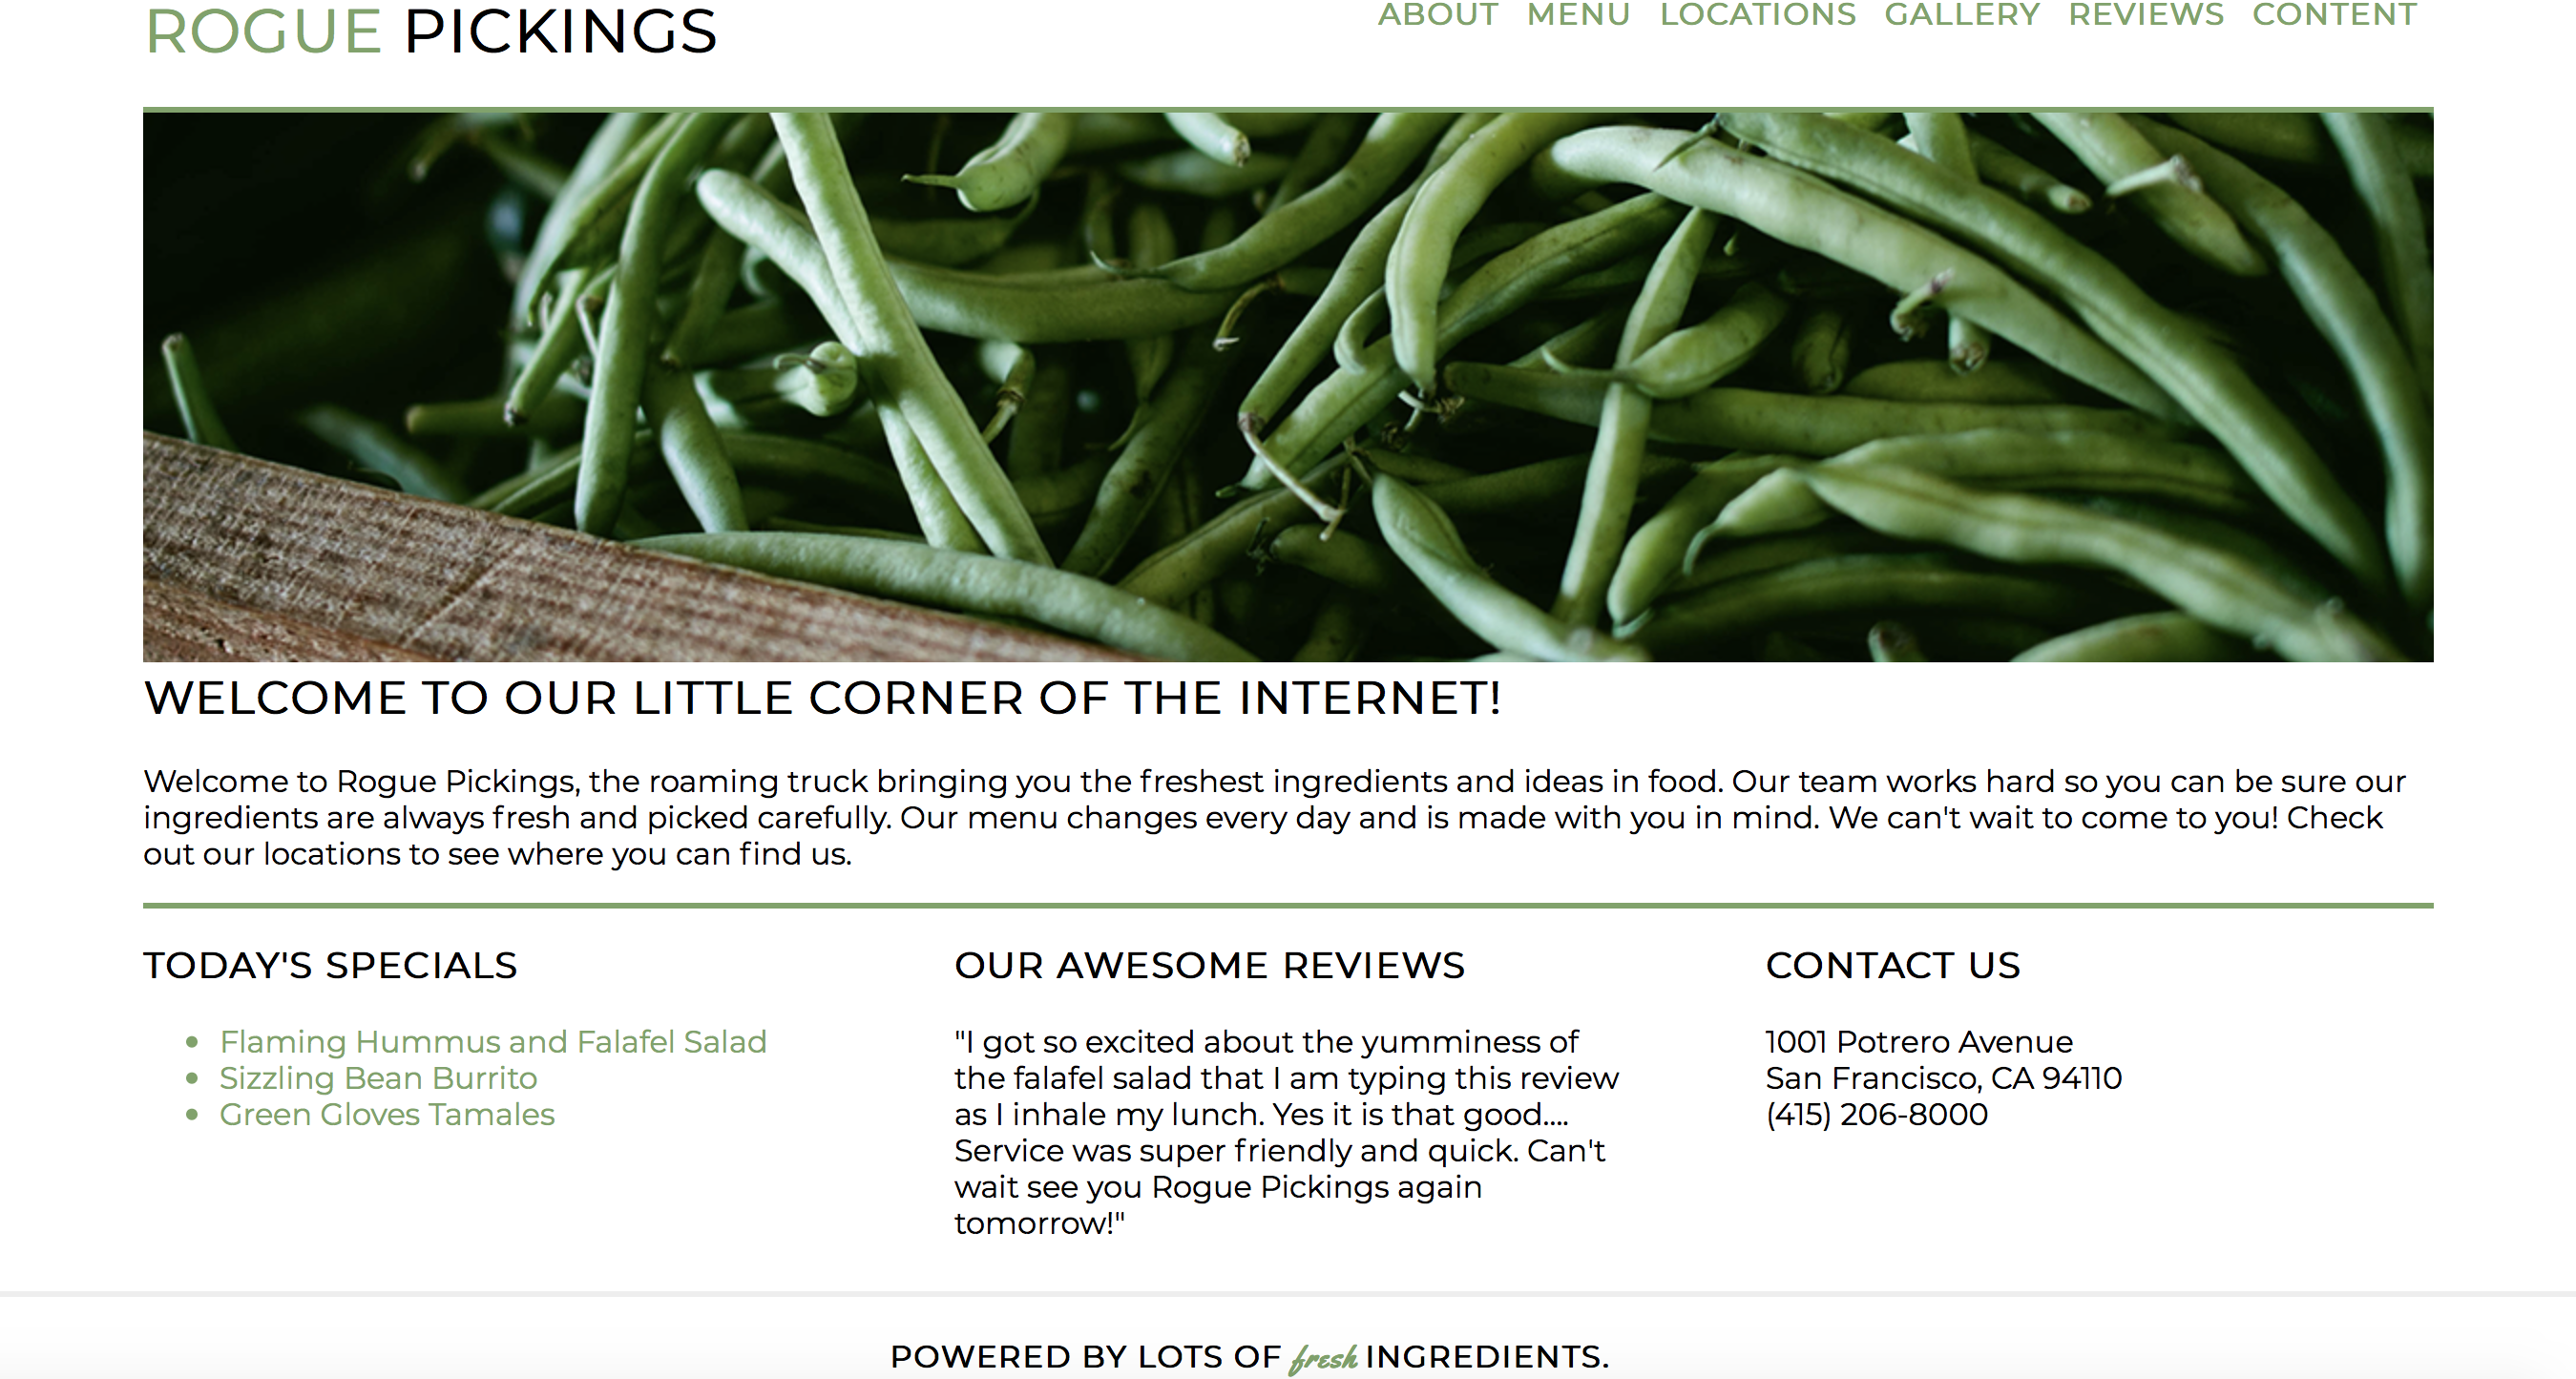 ROGUE PICKINGS
ABOUT MENU LOCATIONS GALLERY REVIEWS CONTENT
WELCOME TO OUR LITTLE CORNER OF THE INTERNET!
Welcome to Rogue Pickings, the roaming truck bringing you the freshest ingredients and ideas in food. Our team works hard so you can be sure our
ingredients are always fresh and picked carefully. Our menu changes every day and is made with you in mind. We can't wait to come to you! Check
out our locations to see where you can find us.
TODAY'S SPECIALS
Flaming Hummus and Falafel Salad
Sizzling Bean Burrito
Green Gloves Tamales
OUR AWESOME REVIEWS
"I got so excited about the yumminess of
the falafel salad that I am typing this review
as I inhale my lunch. Yes it is that good....
Service was super friendly and quick. Can't
wait see you Rogue Pickings again
tomorrow!"
CONTACT US
1001 Potrero Avenue
San Francisco, CA 94110
(415) 206-8000
POWERED BY LOTS OF fresh INGREDIENTS.